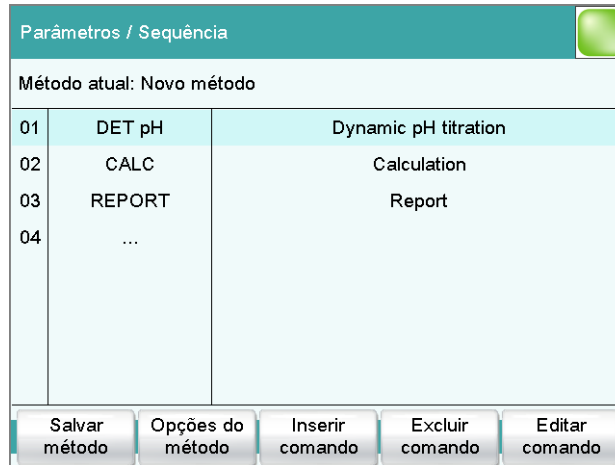 Parâmetros / Sequência
Método atual: Novo método
01 DET pH Dynamic pH titration
02 CALC Calculation
03 REPORT Report
04 ...
Salvar método
Opções do método
Inserir comando
Excluir comando
Editar comando